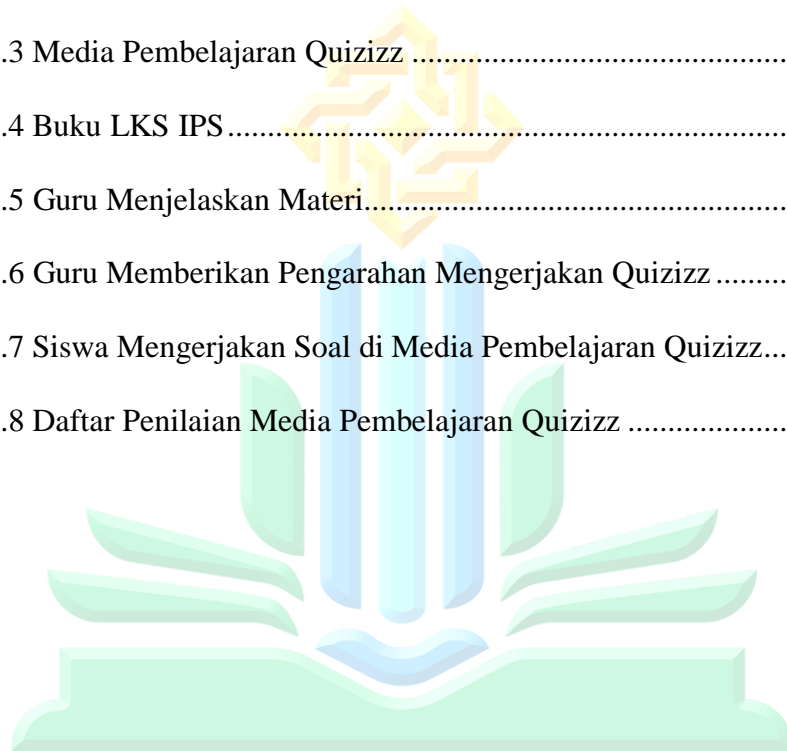 .3 Media Pembelajaran Quizizz ...............................................
.4 Buku LKS IPS ......................................................................
.5 Guru Menjelaskan Materi.....................................................
.6 Guru Memberikan Pengarahan Mengerjakan Quizizz .........
.7 Siswa Mengerjakan Soal di Media Pembelajaran Quizizz...
.8 Daftar Penilaian Media Pembelajaran Quizizz ....................